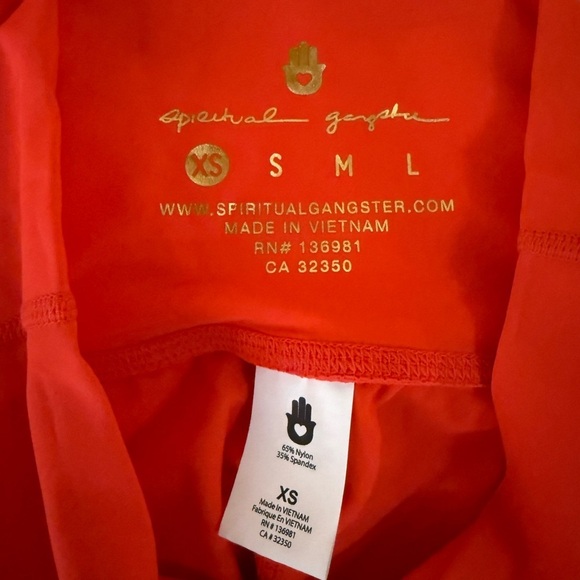 spiritual gangster
XS S M L
WWW.SPIRITUALGANGSTER.COM
MADE IN VIETNAM
RN# 136981
CA 32350
65% Nylon
35% Spandex
XS
Made in VIETNAM
Fabrique En VIETNAM
RN # 136981
CA # 32350